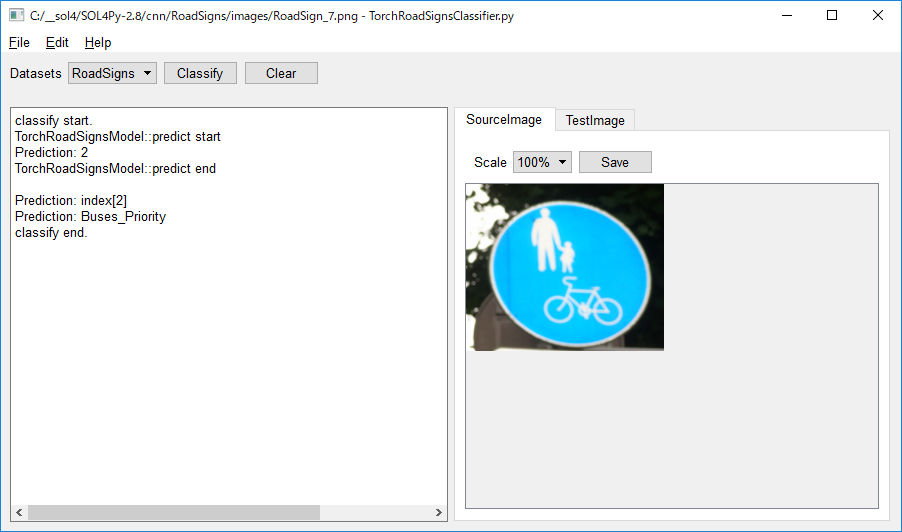 C:/__sol4/SOL4Py-2.8/cnn/RoadSigns/images/RoadSign_7.png - TorchRoadSignsClassifier.py
File Edit Help
Datasets RoadSigns Classify Clear
classify start.
TorchRoadSignsModel::predict start
Prediction: 2
TorchRoadSignsModel::predict end
Prediction: index[2]
Prediction: Buses_Priority
classify end.
SourceImage TestImage
Scale 100% Save